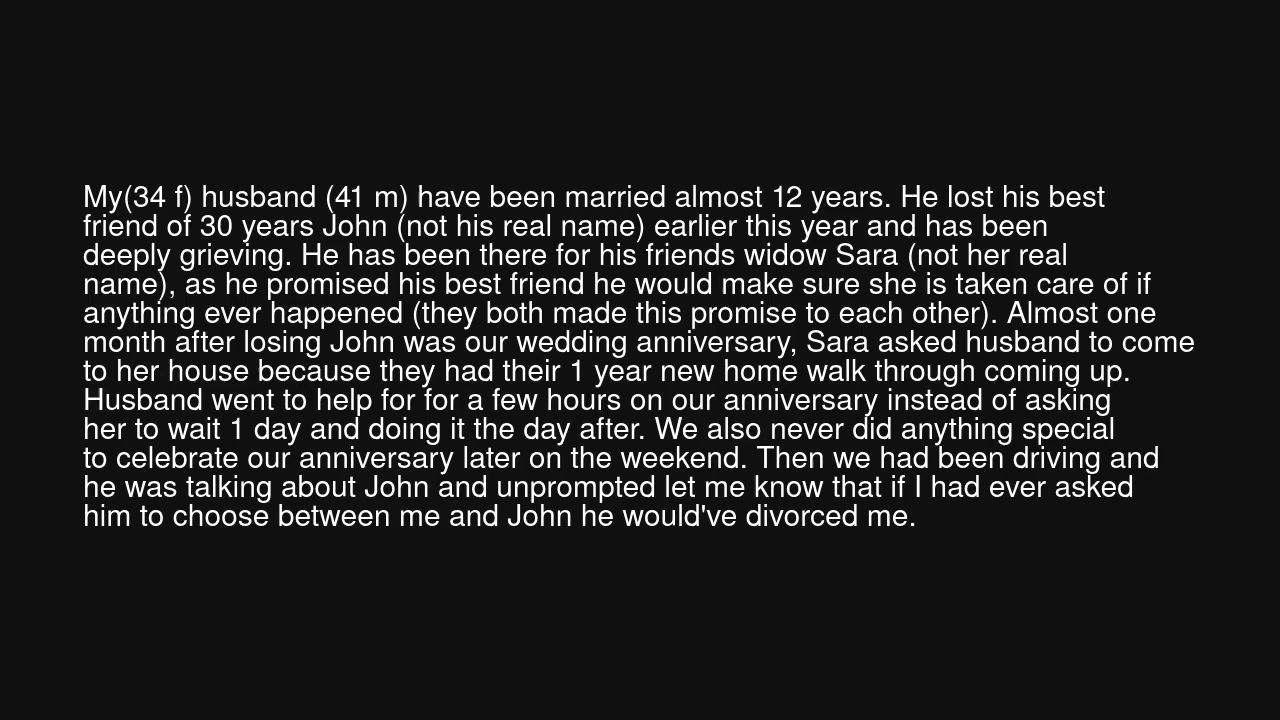 My(34 f) husband (41 m) have been married almost 12 years. He lost his best
friend of 30 years John (not his real name) earlier this year and has been
deeply grieving. He has been there for his friends widow Sara (not her real
name), as he promised his best friend he would make sure she is taken care of if
anything ever happened (they both made this promise to each other). Almost one
month after losing John was our wedding anniversary, Sara asked husband to come
to her house because they had their 1 year new home walk through coming up.
Husband went to help for for a few hours on our anniversary instead of asking
her to wait 1 day and doing it the day after. We also never did anything special
to celebrate our anniversary later on the weekend. Then we had been driving and
he was talking about John and unprompted let me know that if I had ever asked
him to choose between me and John he would've divorced me.